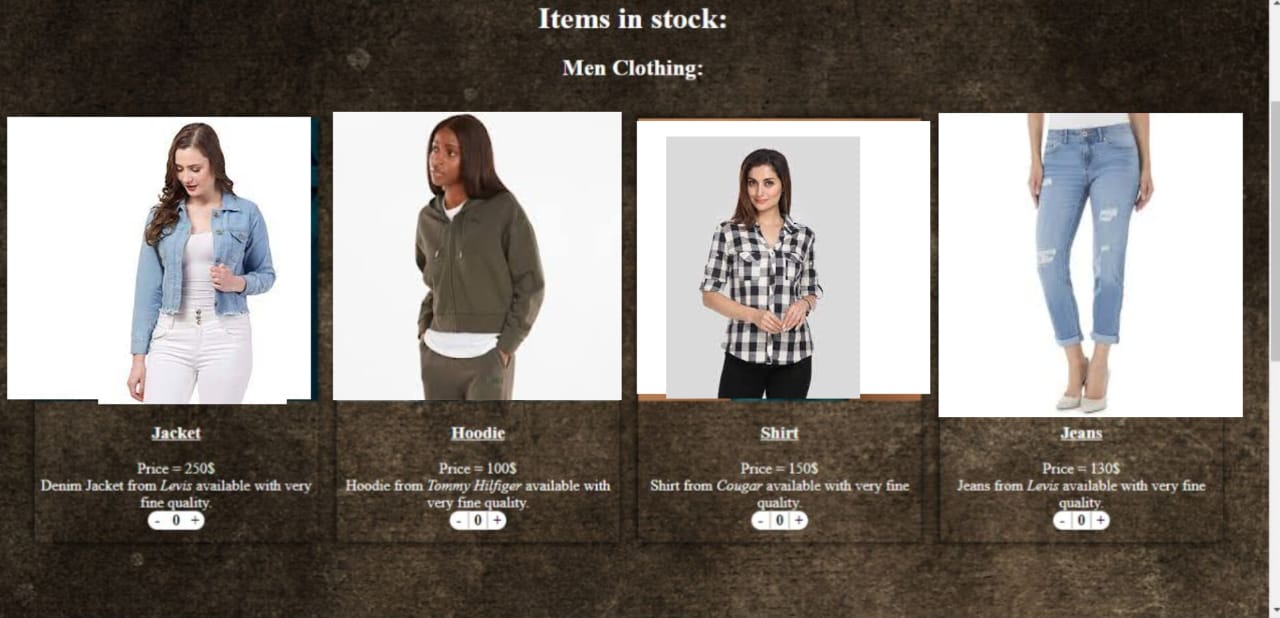 Items in stock:
Men Clothing:
Jacket
Price = 250$
Denim Jacket from Levis available with very
fine quality.
- 0 +
Hoodie
Price = 100$
Hoodie from Tommy Hilfiger available with
very fine quality.
- 0 +
Shirt
Price = 150$
Shirt from Cougar available with very fine
quality.
- 0 +
Jeans
Price = 130$
Jeans from Levis available with very fine
quality.
- 0 +